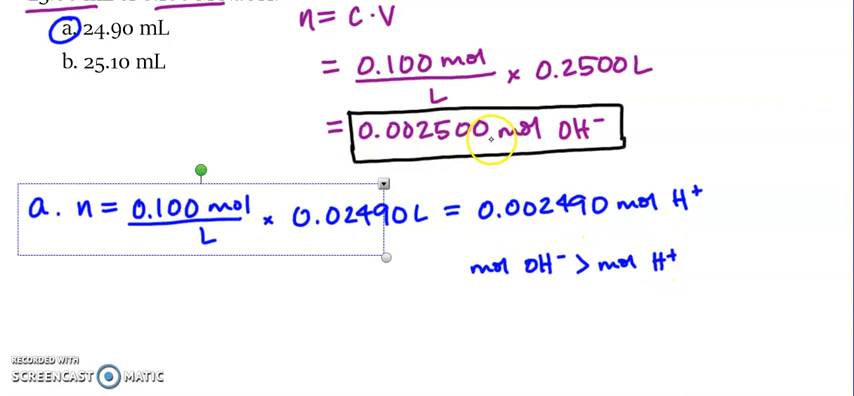 a. 24.90 mL
b. 25.10 mL
n = C · V
= 0.100 mol / L × 0.2500 L
= 0.002500 mol OH⁻
a. n = 0.100 mol / L × 0.02490 L = 0.002490 mol H⁺
mol OH⁻ > mol H⁺
RECORDED WITH
SCREENCAST MATIC